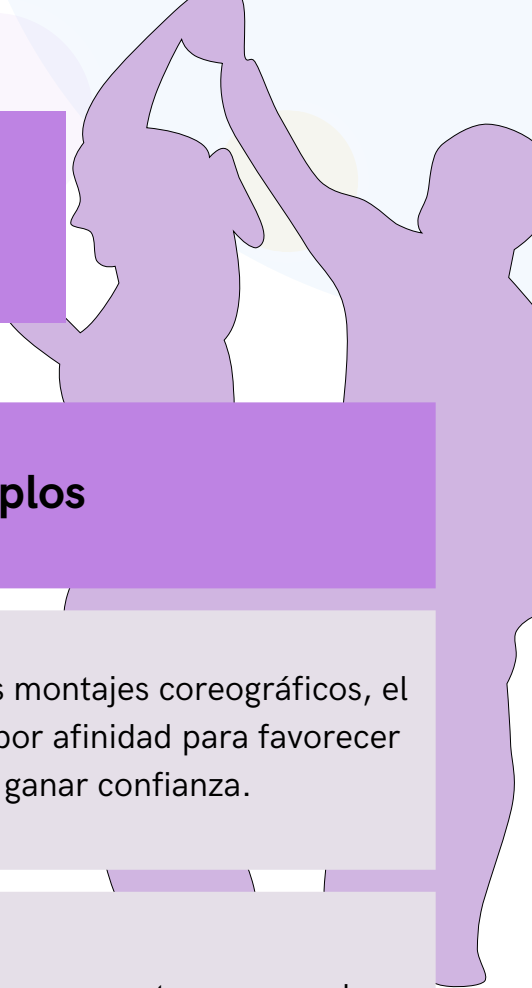 plos
s montajes coreográficos, el
por afinidad para favorecer
ganar confianza.